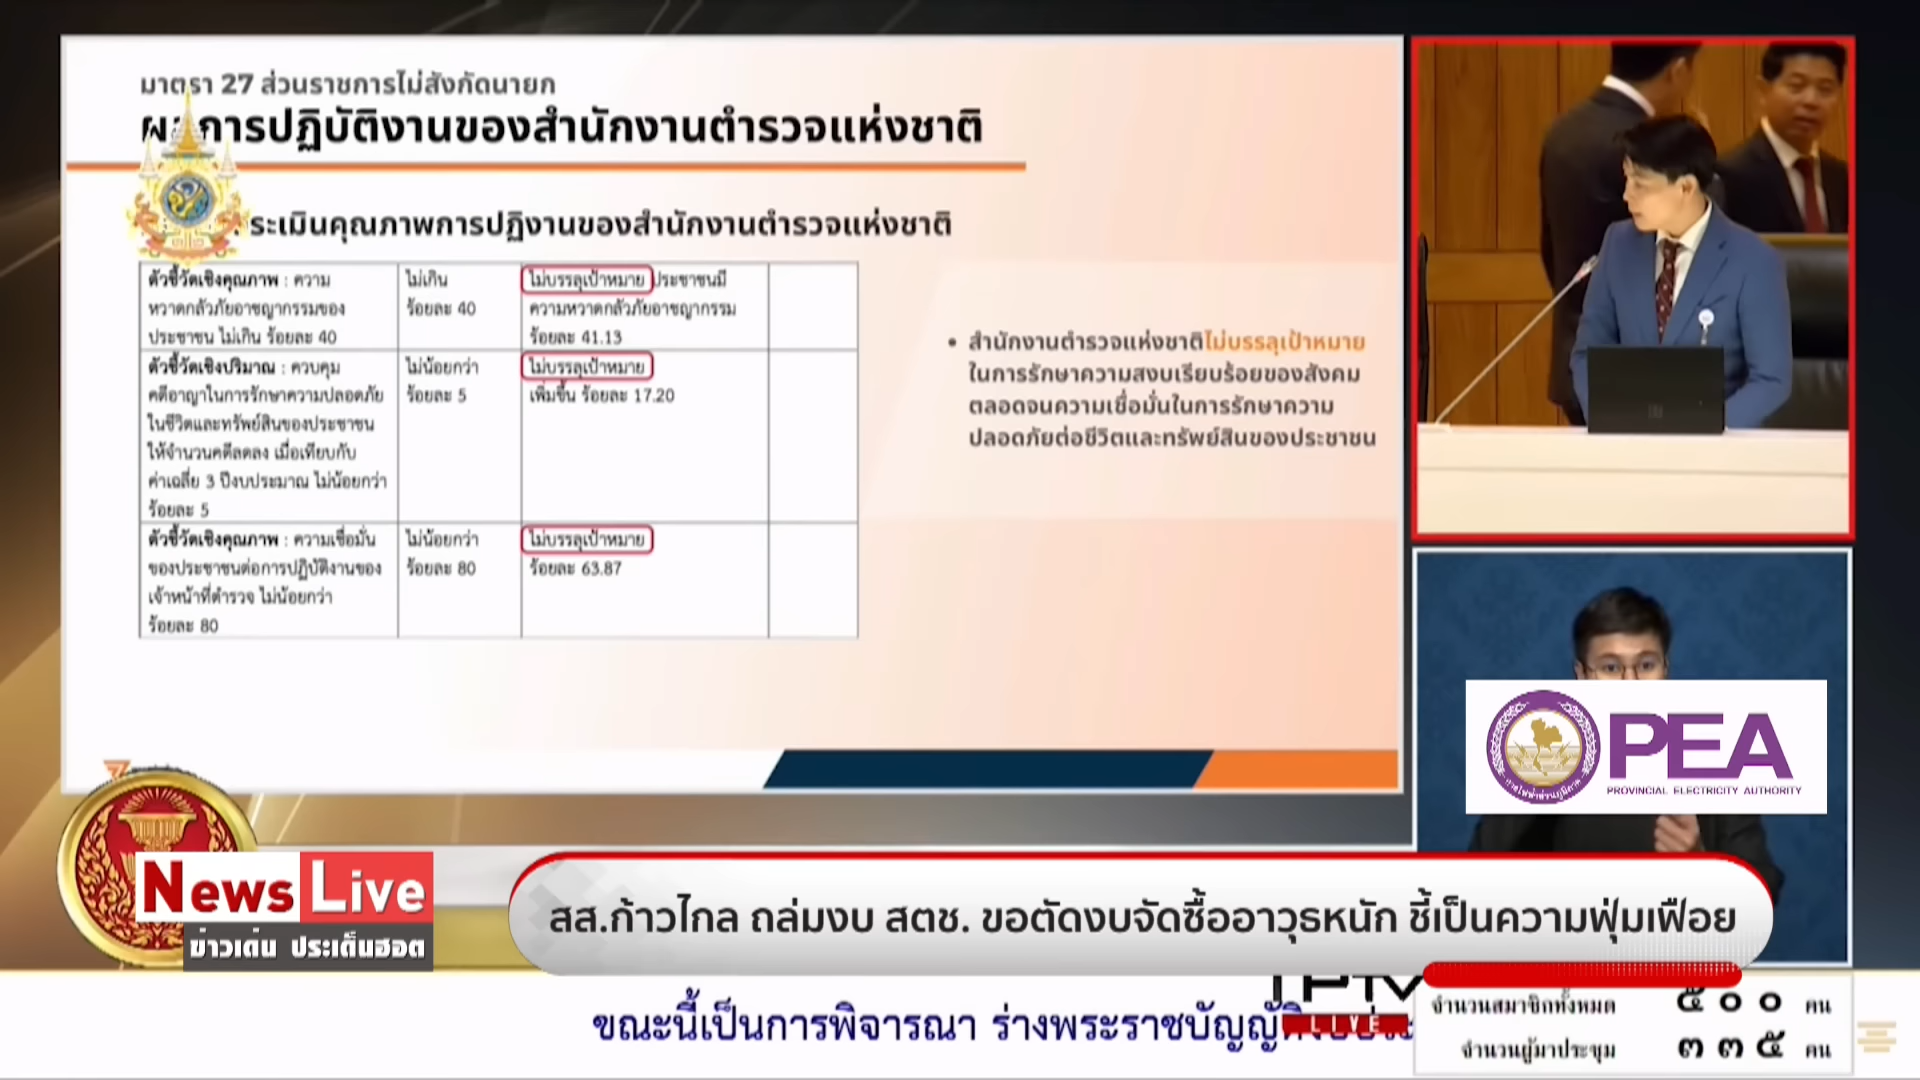 มาตรา 27 ส่วนราชการไม่สังกัดนายก
ผลการปฏิบัติงานของสำนักงานตำรวจแห่งชาติ
ระเมินคุณภาพการปฏิงานของสำนักงานตำรวจแห่งชาติ
ตัวชี้วัดเชิงคุณภาพ : ความ
หวาดกลัวภัยอาชญากรรมของ
ประชาชน ไม่เกิน ร้อยละ 40
ไม่เกิน
ร้อยละ 40
ไม่บรรลุเป้าหมาย ประชาชนมี
ความหวาดกลัวภัยอาชญากรรม
ร้อยละ 41.13
ตัวชี้วัดเชิงปริมาณ : ควบคุม
คดีอาญาในการรักษาความปลอดภัย
ในชีวิตและทรัพย์สินของประชาชน
ให้จำนวนคดีลดลง เมื่อเทียบกับ
ค่าเฉลี่ย 3 ปีงบประมาณ ไม่น้อยกว่า
ร้อยละ 5
ไม่น้อยกว่า
ร้อยละ 5
ไม่บรรลุเป้าหมาย
เพิ่มขึ้น ร้อยละ 17.20
ตัวชี้วัดเชิงคุณภาพ : ความเชื่อมั่น
ของประชาชนต่อการปฏิบัติงานของ
เจ้าหน้าที่ตำรวจ ไม่น้อยกว่า
ร้อยละ 80
ไม่น้อยกว่า
ร้อยละ 80
ไม่บรรลุเป้าหมาย
ร้อยละ 63.87
• สำนักงานตำรวจแห่งชาติไม่บรรลุเป้าหมาย
ในการรักษาความสงบเรียบร้อยของสังคม
ตลอดจนความเชื่อมั่นในการรักษาความ
ปลอดภัยต่อชีวิตและทรัพย์สินของประชาชน
PEA
PROVINCIAL ELECTRICITY AUTHORITY
การไฟฟ้าส่วนภูมิภาค
News Live
ข่าวเด่น ประเด็นฮอต
สส.ก้าวไกล ถล่มงบ สตช. ขอตัดงบจัดซื้ออาวุธหนัก ชี้เป็นความฟุ่มเฟือย
ขณะนี้เป็นการพิจารณา ร่างพระราชบัญญัติ
LIVE
จำนวนสมาชิกทั้งหมด ๕๐๐ คน
จำนวนผู้มาประชุม ๓๓๕ คน